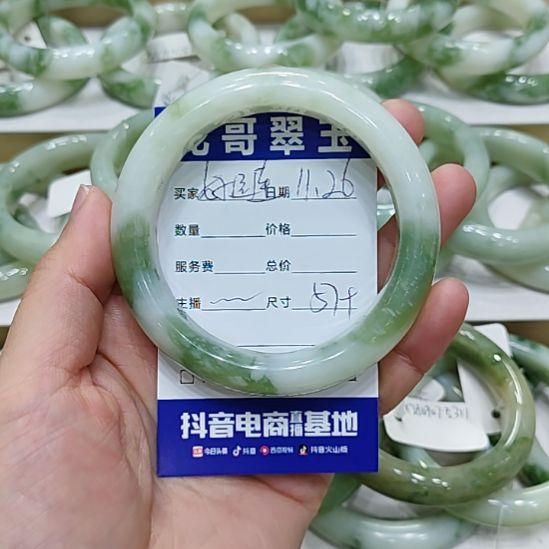 哥翠玉
买家 日期 11.26
数量 价格
服务费 总价
主播 尺寸 57+
抖音电商直播基地
今日头条 抖音 西瓜视频 抖音火山版